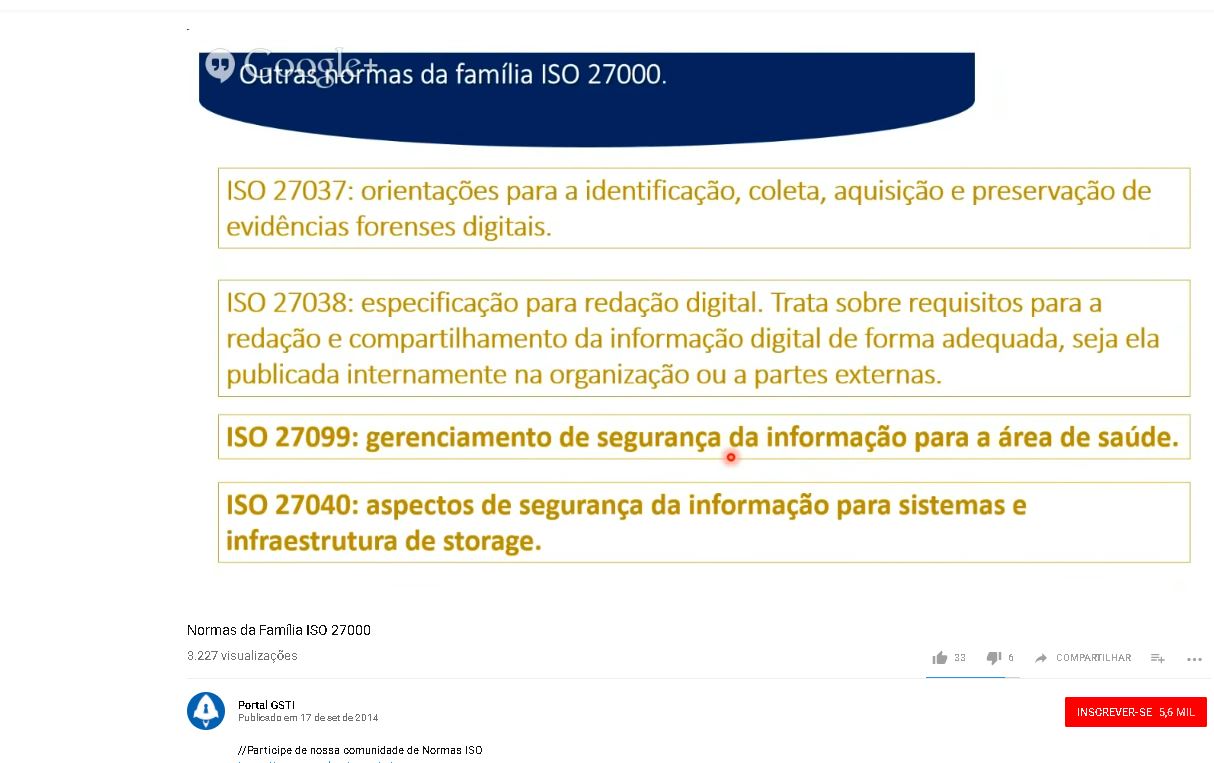 Google+
Outras normas da família ISO 27000.
ISO 27037: orientações para a identificação, coleta, aquisição e preservação de
evidências forenses digitais.
ISO 27038: especificação para redação digital. Trata sobre requisitos para a
redação e compartilhamento da informação digital de forma adequada, seja ela
publicada internamente na organização ou a partes externas.
ISO 27099: gerenciamento de segurança da informação para a área de saúde.
ISO 27040: aspectos de segurança da informação para sistemas e
infraestrutura de storage.
Normas da Família ISO 27000
3.227 visualizações
33 6 COMPARTILHAR
Portal GSTI
Publicado em 17 de set de 2014
INSCREVER-SE 5,6 MIL
//Participe de nossa comunidade de Normas ISO